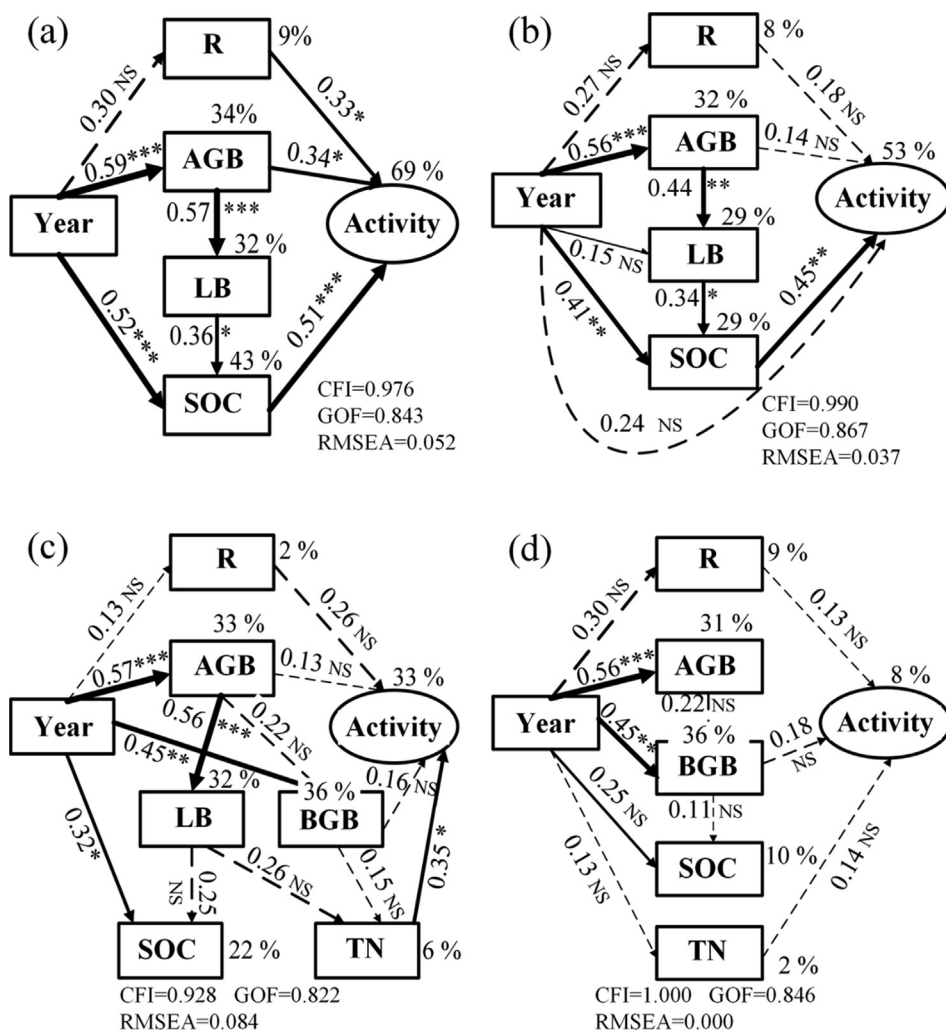 (a)
R
9%
0.30 NS
0.33*
34%
AGB
0.59***
0.34*
69 %
Year
0.57 ***
Activity
32 %
LB
0.52***
0.36 *
0.51***
43 %
SOC
CFI=0.976
GOF=0.843
RMSEA=0.052
(b)
R
8 %
0.27 NS
0.18 NS
32 %
AGB
0.56***
0.14 NS
53 %
Year
0.44 **
Activity
29 %
0.15 NS
LB
0.41**
0.34 *
0.45**
29 %
SOC
0.24 NS
CFI=0.990
GOF=0.867
RMSEA=0.037
(c)
R
2 %
0.13 NS
0.26 NS
33 %
AGB
0.57***
0.13 NS
33 %
Year
0.56 ***
0.22 NS
Activity
0.45**
32 %
36 %
0.16 NS
LB
BGB
0.32*
0.25 NS
0.26 NS
0.15 NS
0.35*
SOC
22 %
TN
6 %
CFI=0.928 GOF=0.822
RMSEA=0.084
(d)
R
9 %
0.30 NS
0.13 NS
31 %
AGB
0.56***
8 %
0.22 NS
Year
Activity
0.45**
36 %
BGB
0.18 NS
0.25 NS
0.11 NS
SOC
10 %
0.13 NS
0.14 NS
TN
2 %
CFI=1.000 GOF=0.846
RMSEA=0.000